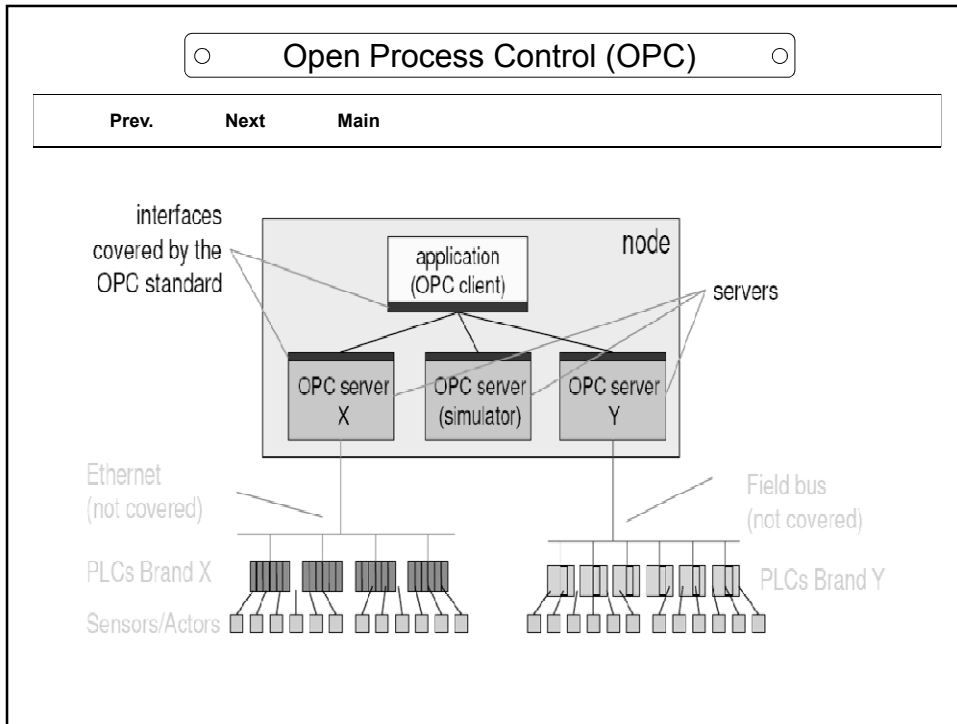 Open Process Control (OPC)
Prev.
Next
Main
interfaces
covered by the
OPC standard
node
application
(OPC client)
servers
OPC server
X
OPC server
(simulator)
OPC server
Y
Ethernet
(not covered)
Field bus
(not covered)
PLCs Brand X
PLCs Brand Y
Sensors/Actors